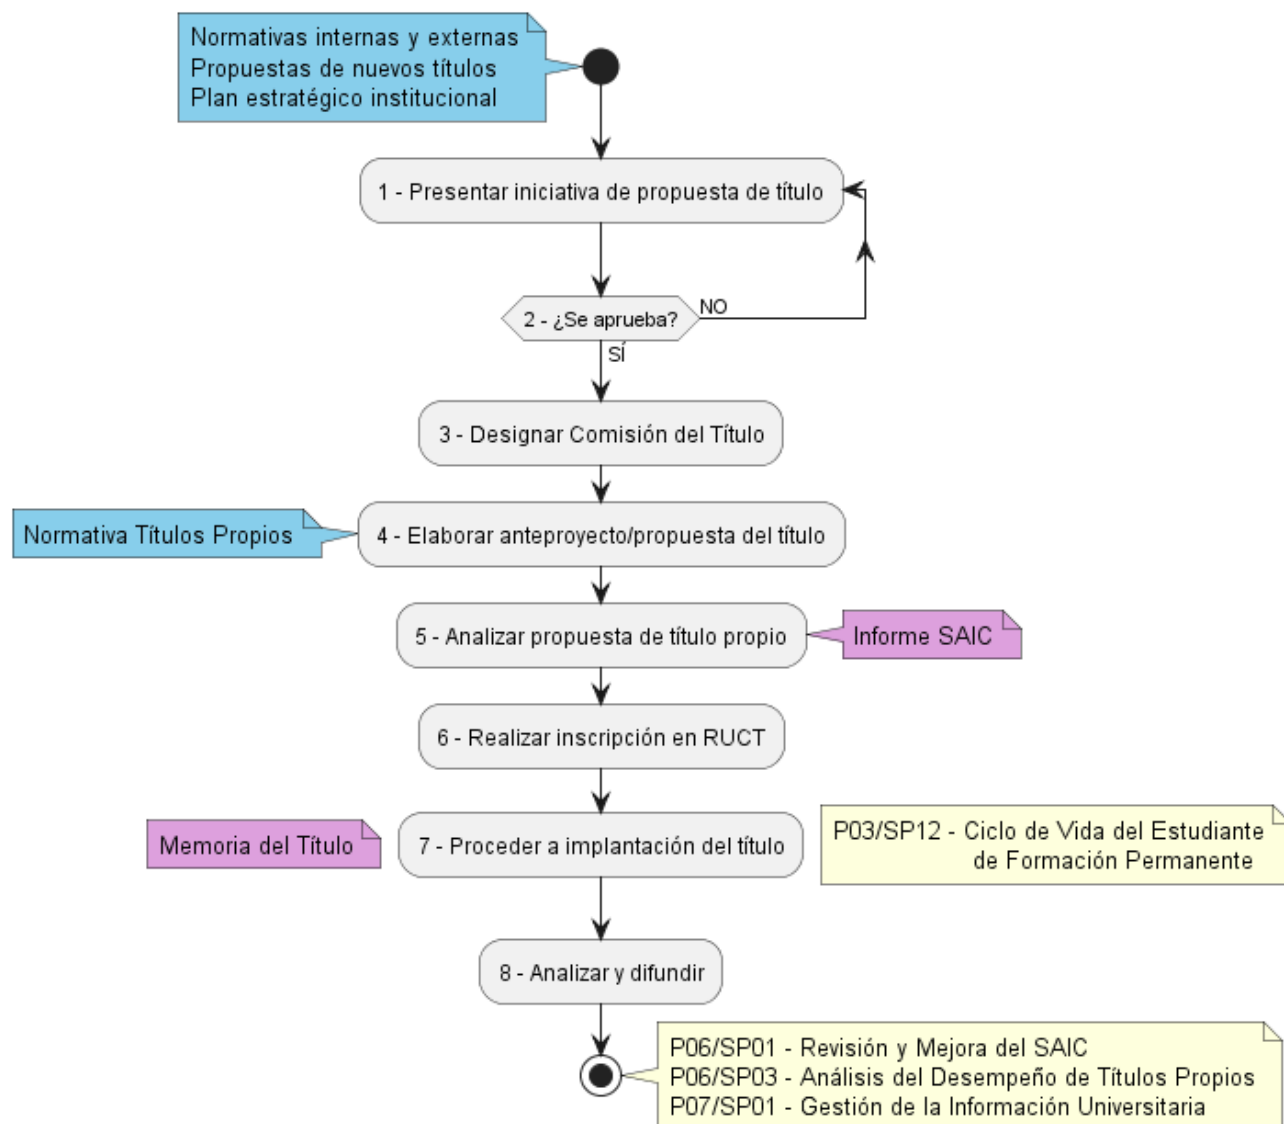 Normativas internas y externas
Propuestas de nuevos títulos
Plan estratégico institucional
1 - Presentar iniciativa de propuesta de título
2 - ¿Se aprueba?
NO
SÍ
3 - Designar Comisión del Título
Normativa Títulos Propios
4 - Elaborar anteproyecto/propuesta del título
5 - Analizar propuesta de título propio
Informe SAIC
6 - Realizar inscripción en RUCT
Memoria del Título
7 - Proceder a implantación del título
P03/SP12 - Ciclo de Vida del Estudiante
de Formación Permanente
8 - Analizar y difundir
P06/SP01 - Revisión y Mejora del SAIC
P06/SP03 - Análisis del Desempeño de Títulos Propios
P07/SP01 - Gestión de la Información Universitaria